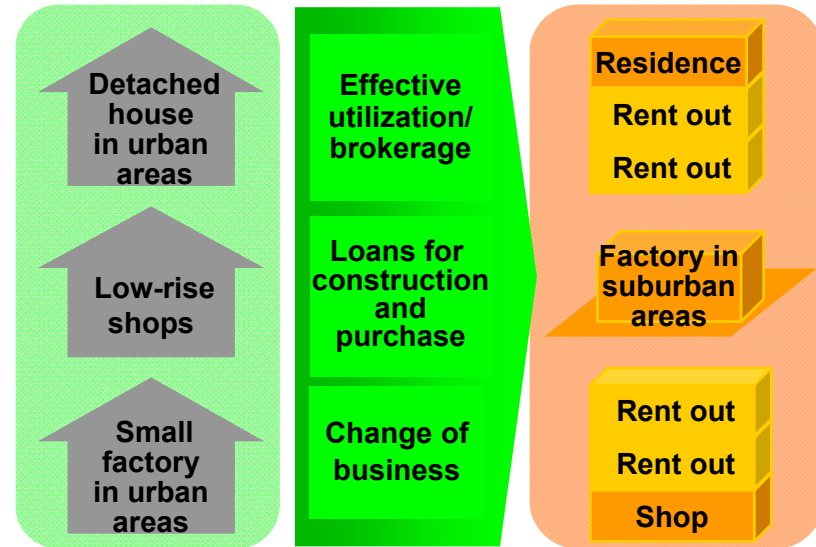 Detached
house
in urban
areas
Low-rise
shops
Small
factory
in urban
areas
Effective
utilization/
brokerage
Loans for
construction
and
purchase
Change of
business
Residence
Rent out
Rent out
Factory in
suburban
areas
Rent out
Rent out
Shop